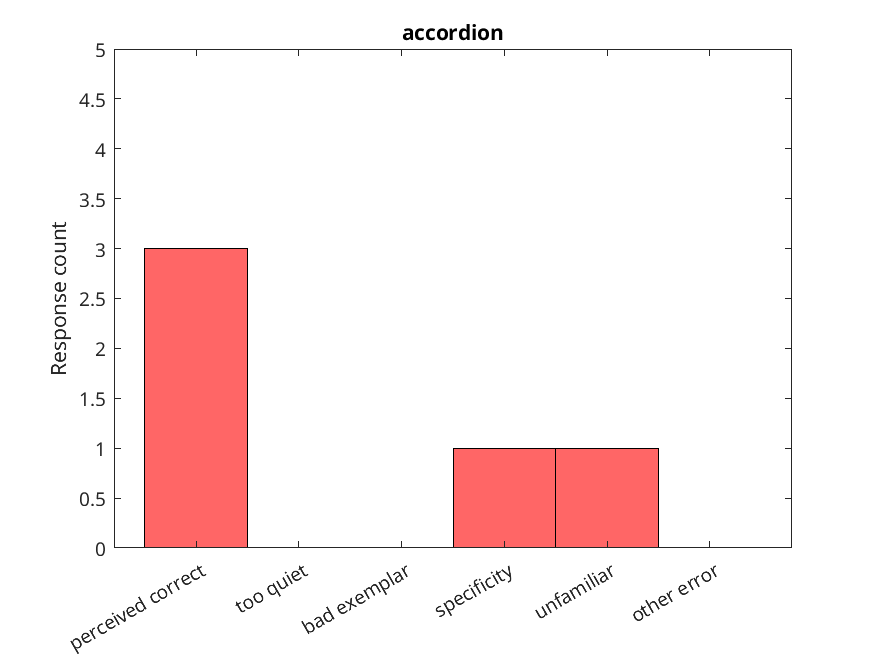 accordion
Response count
5
4.5
4
3.5
3
2.5
2
1.5
1
0.5
0
perceived correct
too quiet
bad exemplar
specificity
unfamiliar
other error